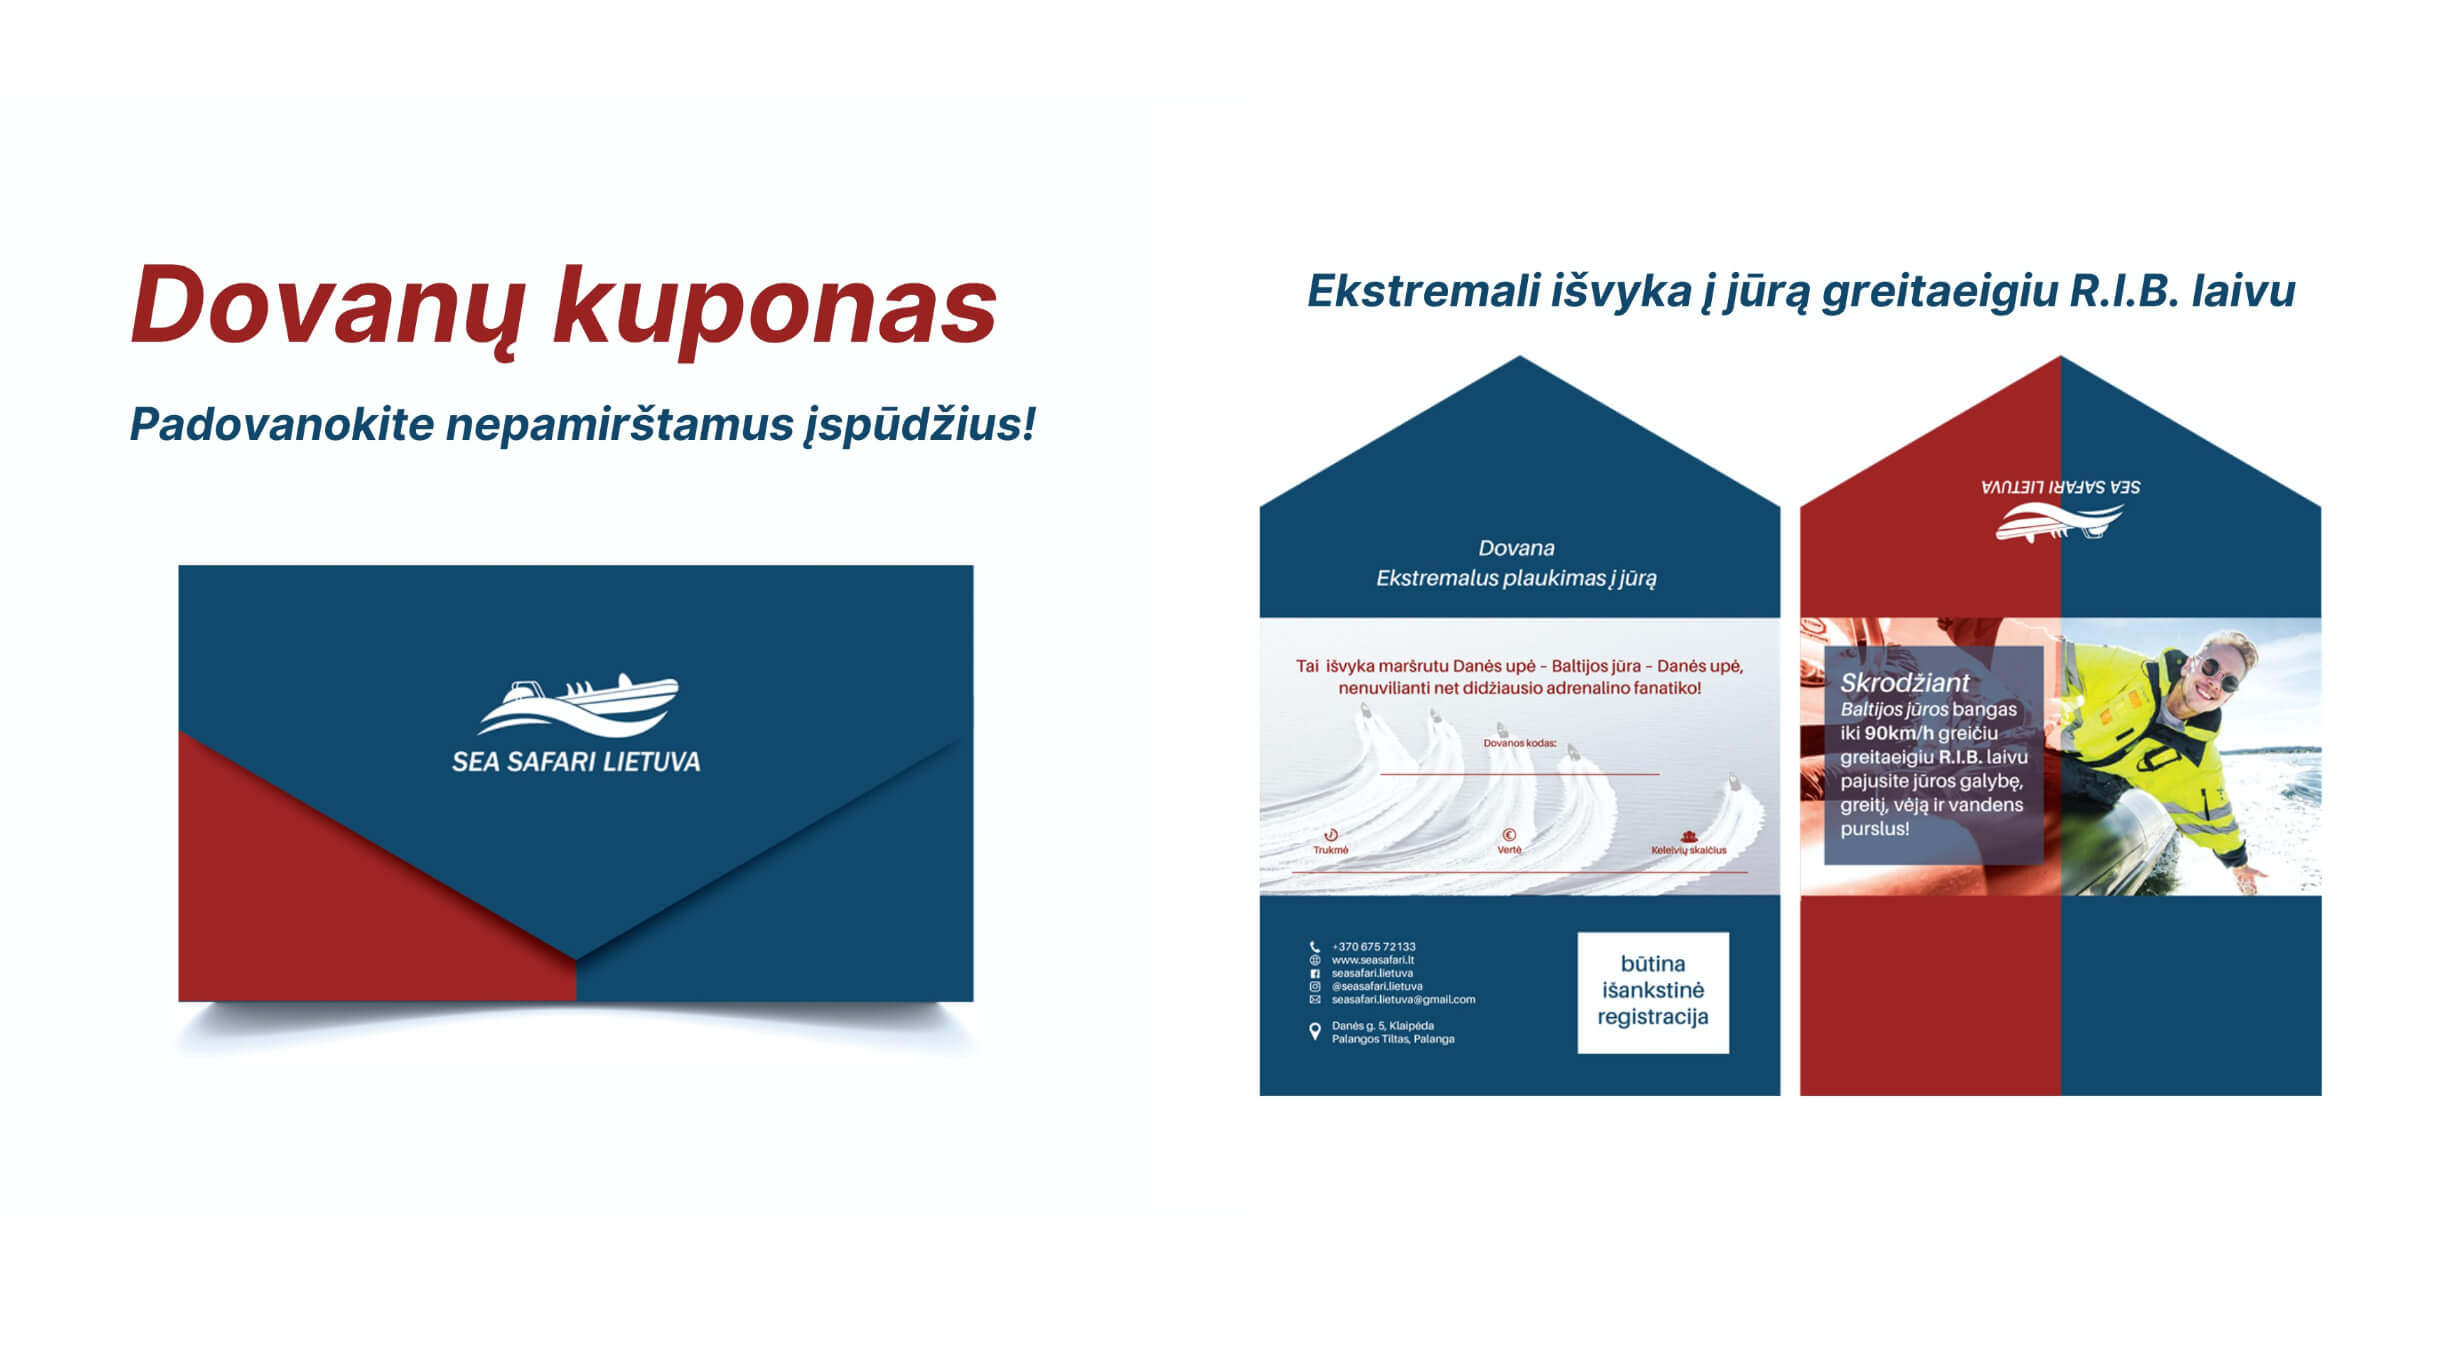 Dovanų kuponas
Padovanokite nepamirštamus įspūdžius!
SEA SAFARI LIETUVA
Ekstremali išvyka į jūrą greitaeigiu R.I.B. laivu
Dovana
Ekstremalus plaukimas į jūrą
Tai išvyka maršrutu Danės upė – Baltijos jūra – Danės upė,
nenuvilianti net didžiausio adrenalino fanatiko!
Dovanos kodas:
Trukmė
Vertė
Keleivių skaičius
+370 675 72133
www.seasafari.lt
seasafari.lietuva
@seasafari.lietuva
seasafari.lietuva@gmail.com
Danės g. 5, Klaipėda
Palangos Tiltas, Palanga
būtina
išankstinė
registracija
SEA SAFARI LIETUVA
Skrodžiant
Baltijos jūros bangas
iki 90km/h greičiu
greitaeigiu R.I.B. laivu
pajusite jūros galybę,
greitį, vėją ir vandens
purslus!